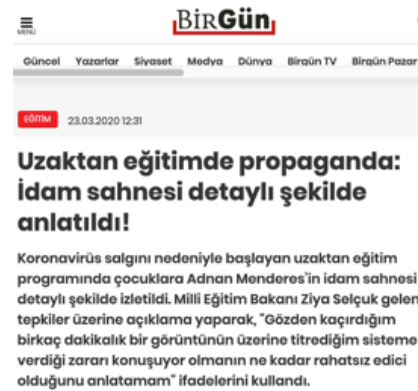 MENÜ
BirGün
Güncel Yazarlar Siyaset Medya Dünya Birgün TV Birgün Pazar
EĞİTİM 23.03.2020 12:31
Uzaktan eğitimde propaganda:
İdam sahnesi detaylı şekilde
anlatıldı!
Koronavirüs salgını nedeniyle başlayan uzaktan eğitim
programında çocuklara Adnan Menderes'in idam sahnesi
detaylı şekilde izletildi. Milli Eğitim Bakanı Ziya Selçuk gelen
tepkiler üzerine açıklama yaparak, "Gözden kaçırdığım
birkaç dakikalık bir görüntünün üzerine titrediğim sisteme
verdiği zararı konuşuyor olmanın ne kadar rahatsız edici
olduğunu anlatamam" ifadelerini kullandı.